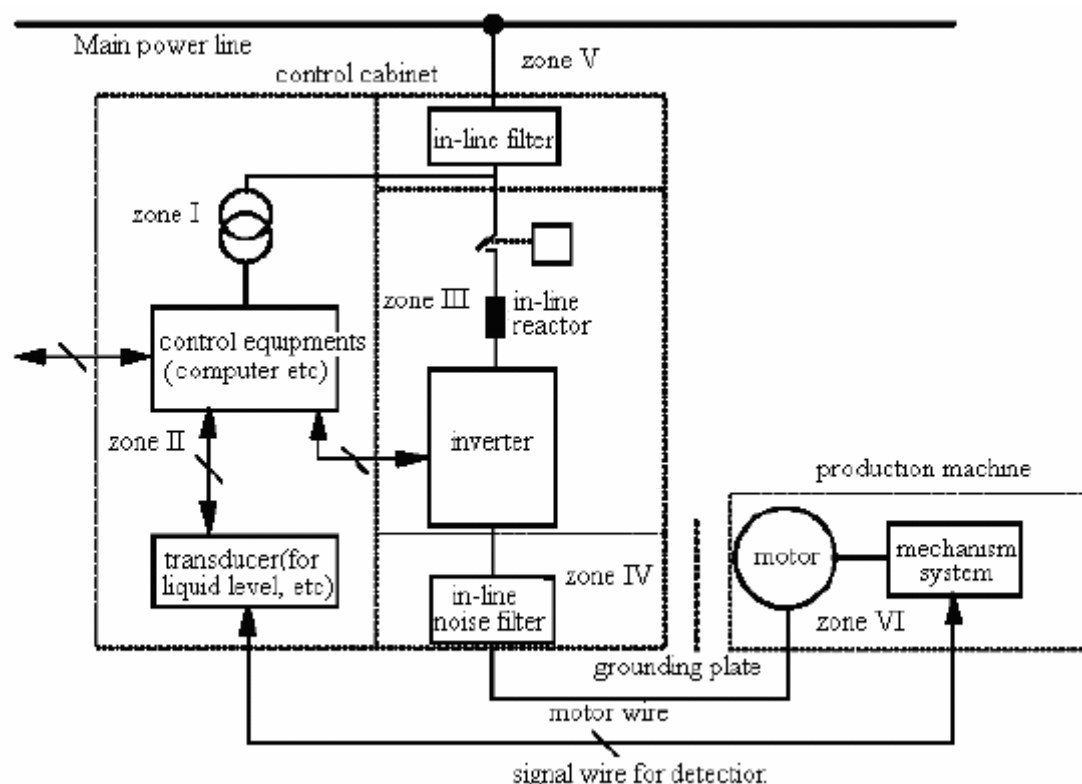 Main power line
zone V
control cabinet
in-line filter
zone I
zone III
in-line
reactor
control equipments
(computer etc)
inverter
zone II
production machine
transducer(for
liquid level, etc)
zone IV
in-line
noise filter
motor
mechanism
system
zone VI
grounding plate
motor wire
signal wire for detection